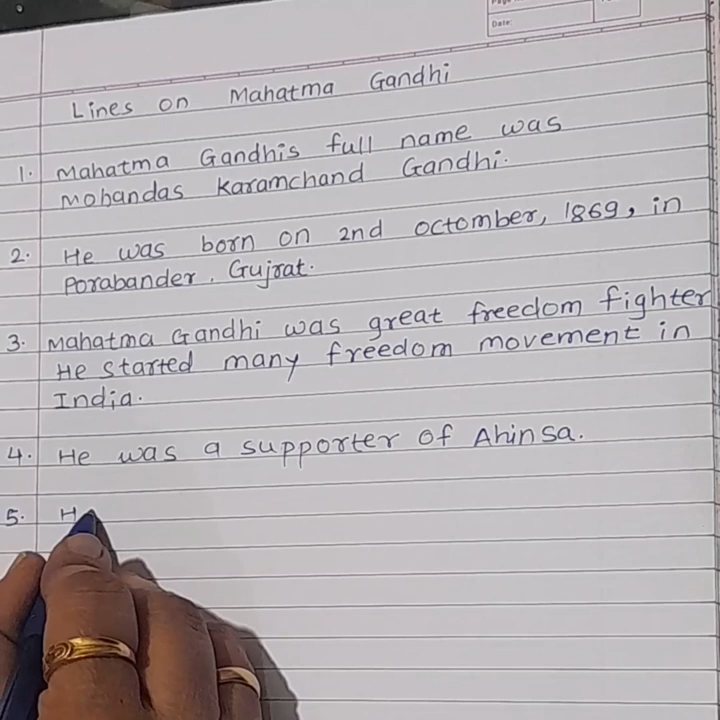 Date:
Lines on Mahatma Gandhi
1. Mahatma Gandhis full name was
Mohandas Karamchand Gandhi.
2. He was born on 2nd octomber, 1869, in
Porabander. Gujrat.
3. Mahatma Gandhi was great freedom fighter
He started many freedom movement in
India.
4. He was a supporter of Ahinsa.
5. H